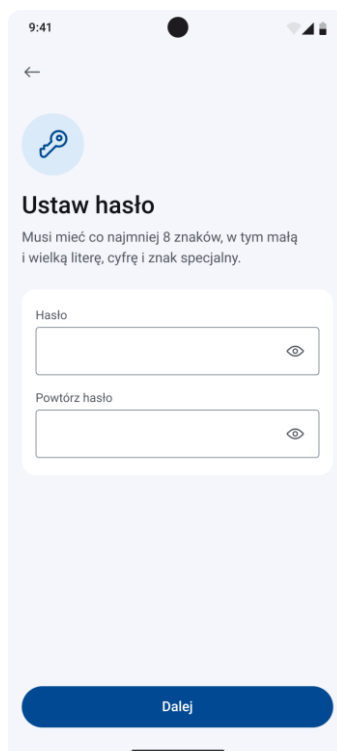 9:41
Ustaw hasło
Musi mieć co najmniej 8 znaków, w tym małą
i wielką literę, cyfrę i znak specjalny.
Hasło
Powtórz hasło
Dalej